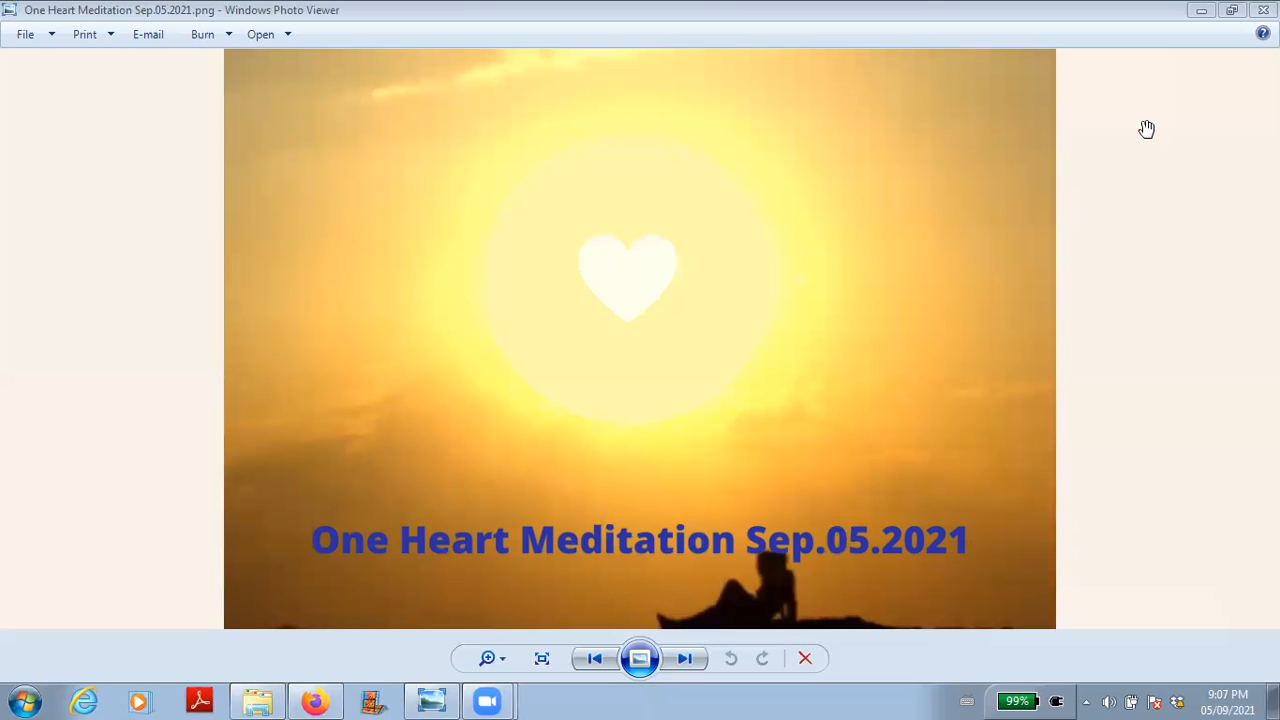 One Heart Meditation Sep.05.2021.png - Windows Photo Viewer
File Print E-mail Burn Open
One Heart Meditation Sep.05.2021
99%
9:07 PM
05/09/2021